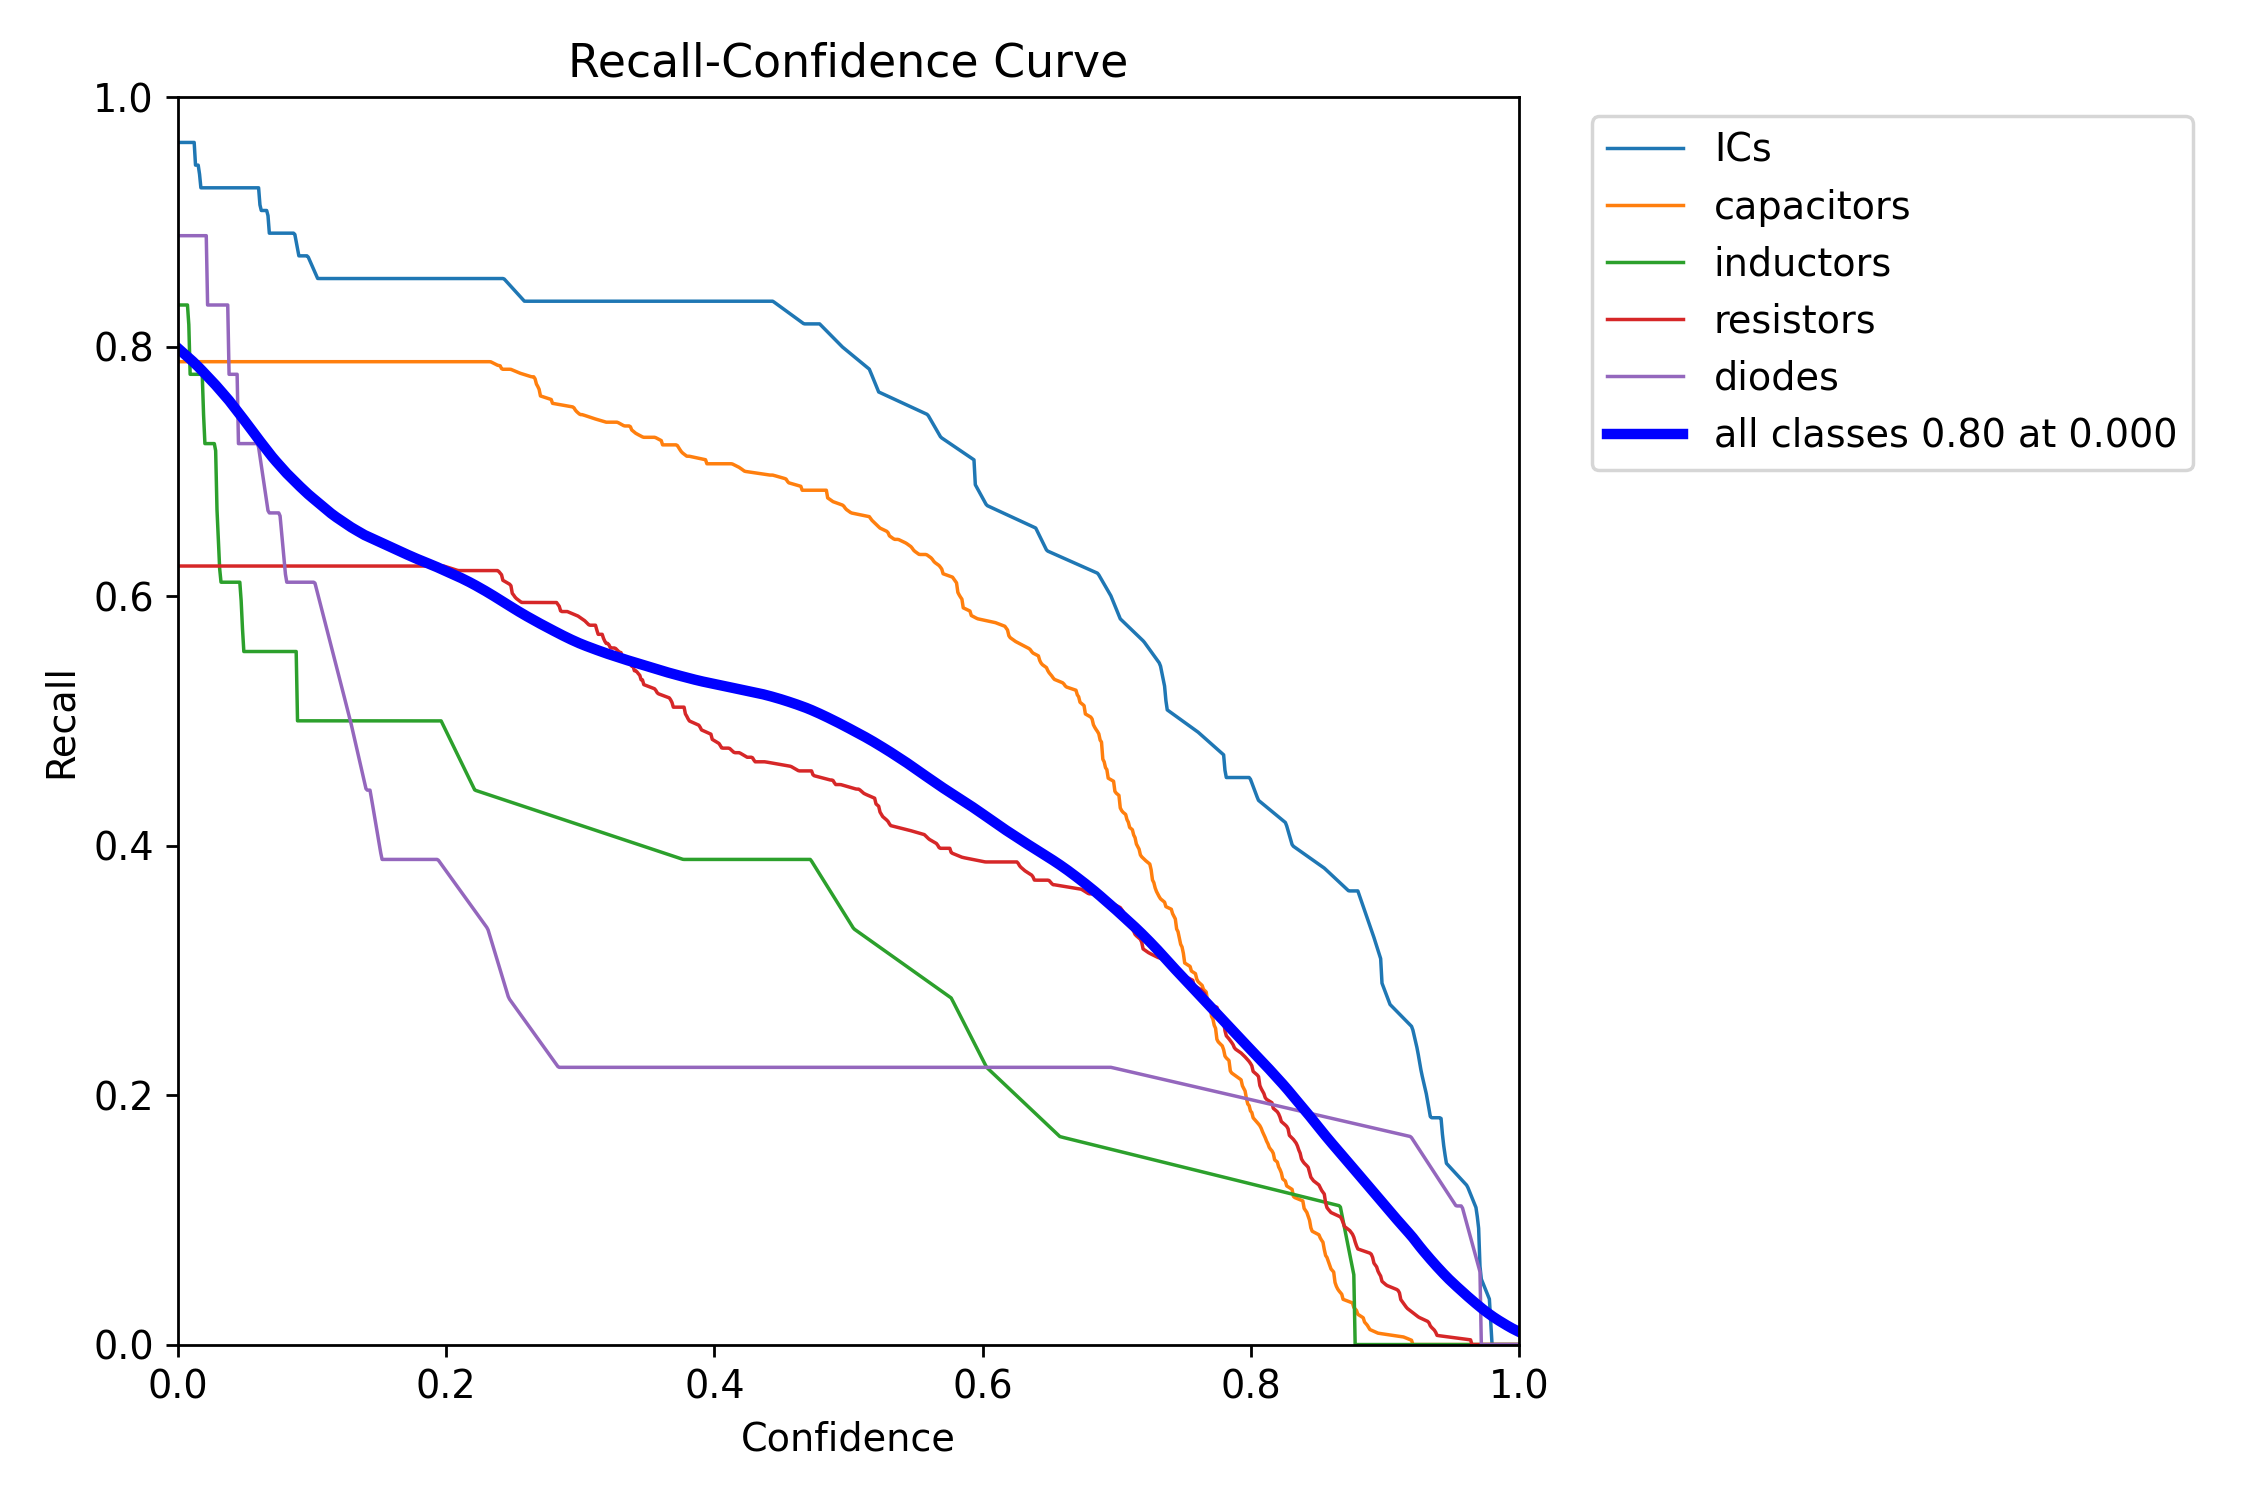 Recall-Confidence Curve
1.0
0.8
0.6
0.4
0.2
0.0
Recall
0.0 0.2 0.4 0.6 0.8 1.0
Confidence
ICs
capacitors
inductors
resistors
diodes
all classes 0.80 at 0.000